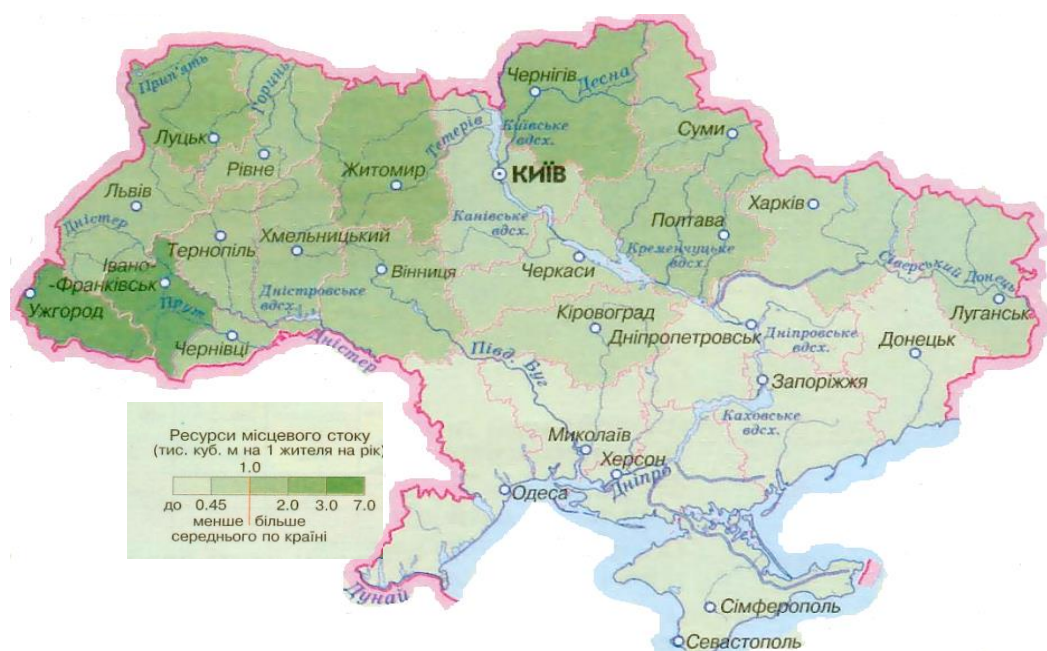 Прип'ять
Горинь
Луцьк
Рівне
Житомир
Тетерів
Київське
вдсх.
Чернігів
Десна
Суми
КИЇВ
Львів
Дністер
Тернопіль
Хмельницький
Вінниця
Канівське
вдсх.
Черкаси
Полтава
Кременчуцьке
вдсх.
Харків
Сіверський Донець
Луганськ
Ужгород
Івано-
-Франківськ
Прут
Чернівці
Дністровське
вдсх.
Дністер
Півд. Буг
Кіровоград
Дніпропетровськ
Дніпровське
вдсх.
Донецьк
Запоріжжя
Каховське
вдсх.
Миколаїв
Херсон
Дніпро
Одеса
Дунай
Сімферополь
Севастополь
Ресурси місцевого стоку
(тис. куб. м на 1 жителя на рік)
1.0
до 0.45 2.0 3.0 7.0
менше більше
середнього по країні